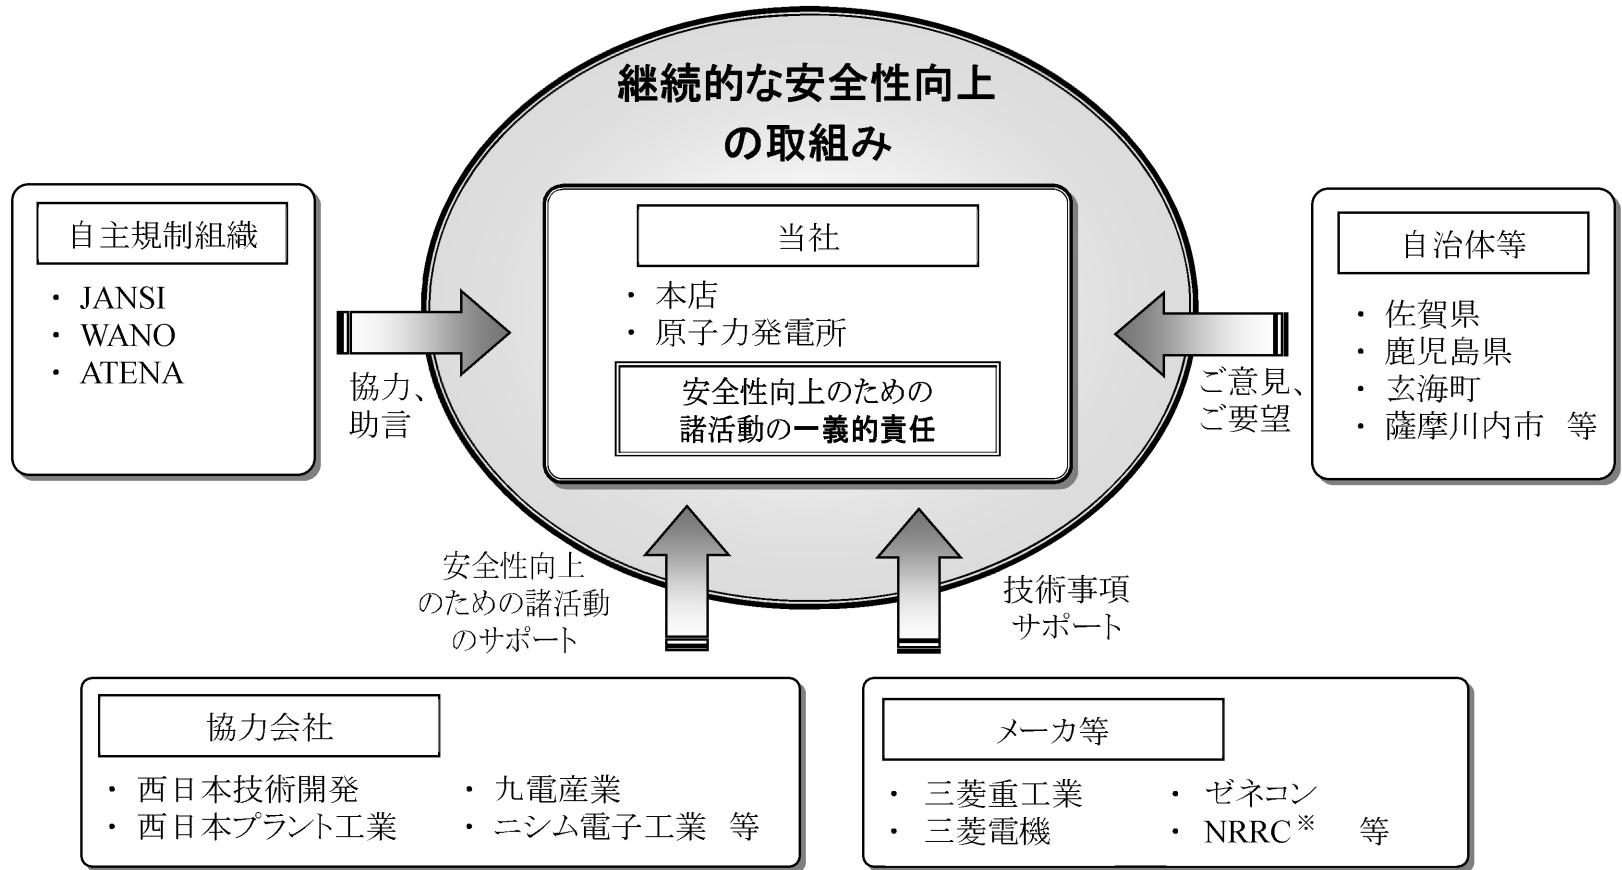 継続的な安全性向上
の取組み
自主規制組織
・ JANSI
・ WANO
・ ATENA
協力、
助言
当社
・ 本店
・ 原子力発電所
安全性向上のための
諸活動の一義的責任
自治体等
・ 佐賀県
・ 鹿児島県
・ 玄海町
・ 薩摩川内市 等
ご意見、
ご要望
安全性向上
のための諸活動
のサポート
技術事項
サポート
協力会社
・ 西日本技術開発
・ 西日本プラント工業
・ 九電産業
・ ニシム電子工業 等
メーカ等
・ 三菱重工業
・ 三菱電機
・ ゼネコン
・ NRRC※ 等